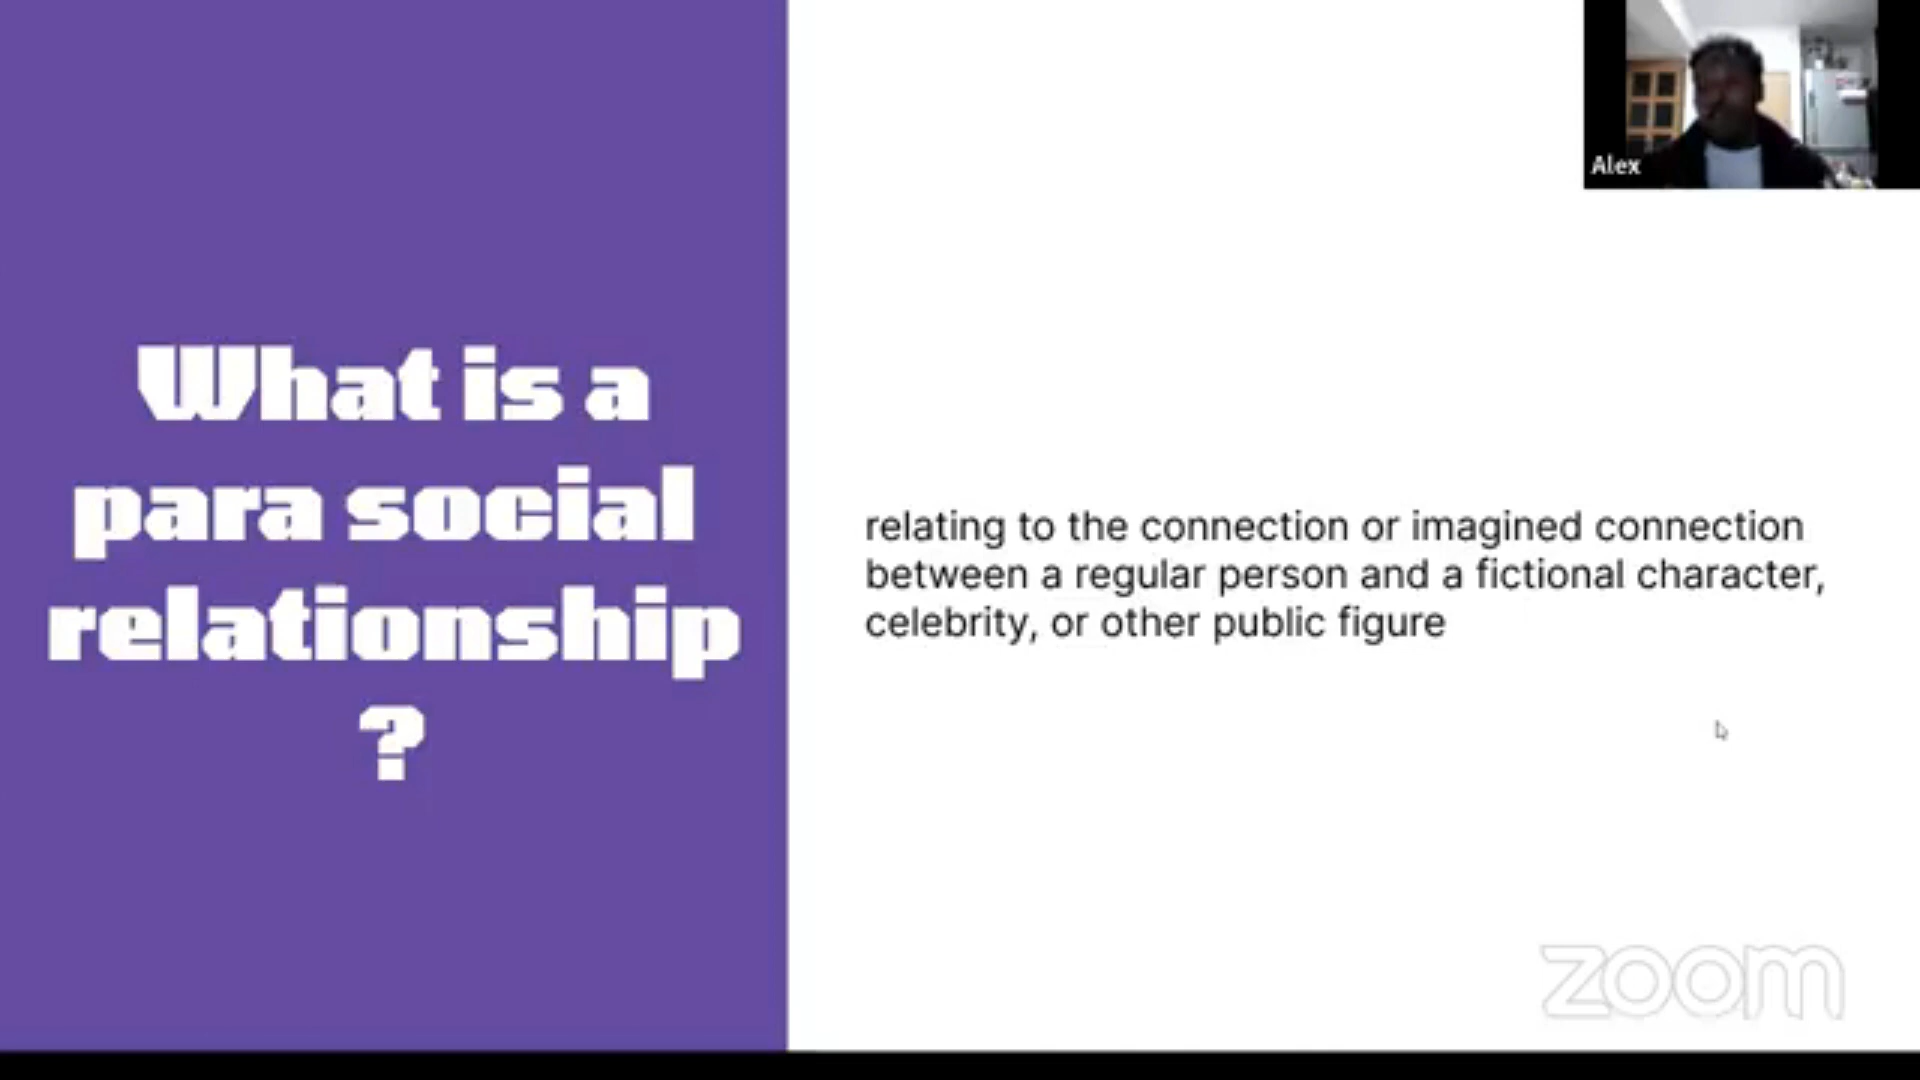 What is a
para social
relationship
?
relating to the connection or imagined connection
between a regular person and a fictional character,
celebrity, or other public figure
Alex
zoom